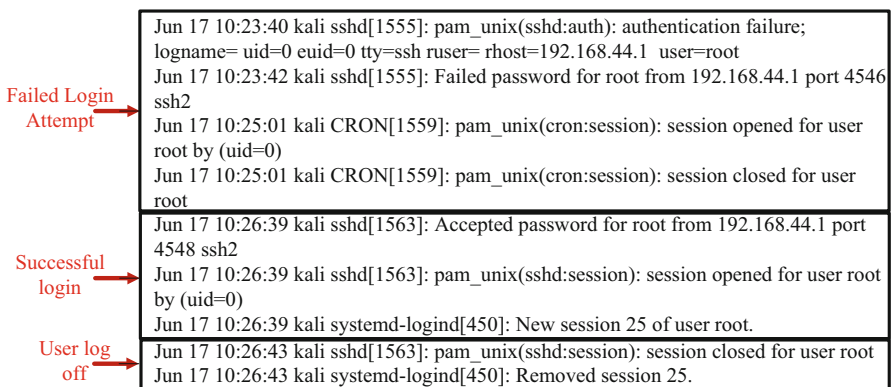 Jun 17 10:23:40 kali sshd[1555]: pam_unix(sshd:auth): authentication failure;
logname= uid=0 euid=0 tty=ssh ruser= rhost=192.168.44.1 user=root
Jun 17 10:23:42 kali sshd[1555]: Failed password for root from 192.168.44.1 port 4546
ssh2
Jun 17 10:25:01 kali CRON[1559]: pam_unix(cron:session): session opened for user
root by (uid=0)
Jun 17 10:25:01 kali CRON[1559]: pam_unix(cron:session): session closed for user
root
Failed Login
Attempt
Jun 17 10:26:39 kali sshd[1563]: Accepted password for root from 192.168.44.1 port
4548 ssh2
Jun 17 10:26:39 kali sshd[1563]: pam_unix(sshd:session): session opened for user root
by (uid=0)
Jun 17 10:26:39 kali systemd-logind[450]: New session 25 of user root.
Successful
login
Jun 17 10:26:43 kali sshd[1563]: pam_unix(sshd:session): session closed for user root
Jun 17 10:26:43 kali systemd-logind[450]: Removed session 25.
User log
off